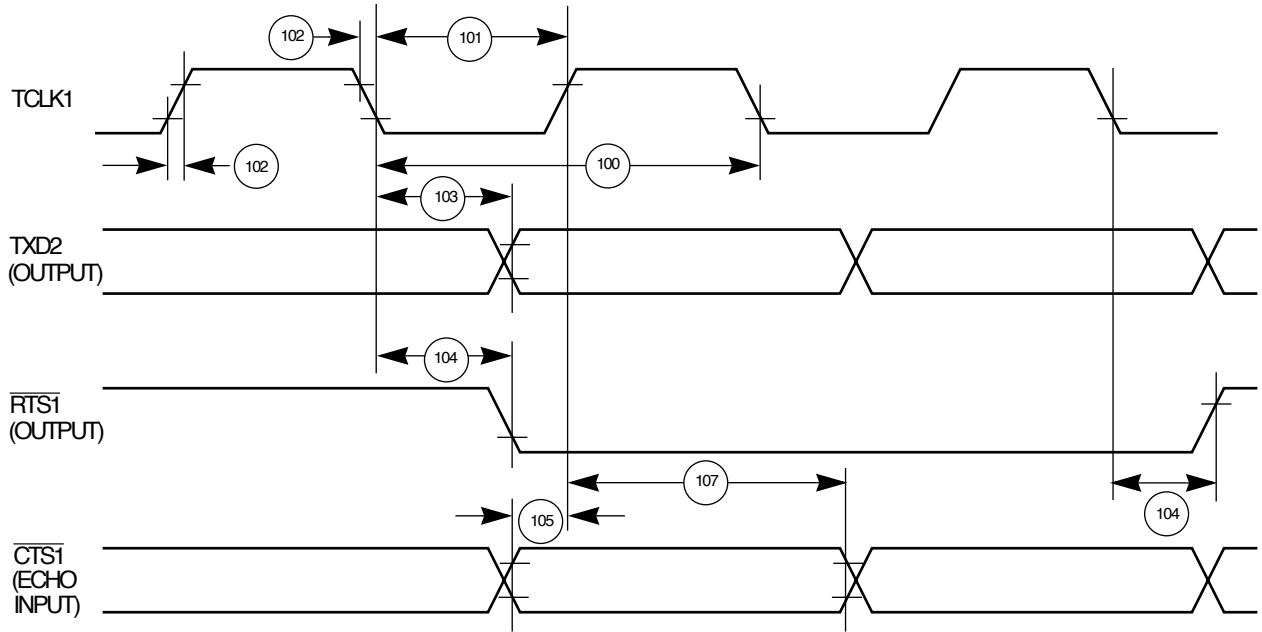 102
101
TCLK1
102
100
103
TXD2
(OUTPUT)
104
RTS1
(OUTPUT)
107
104
105
CTS1
(ECHO
INPUT)